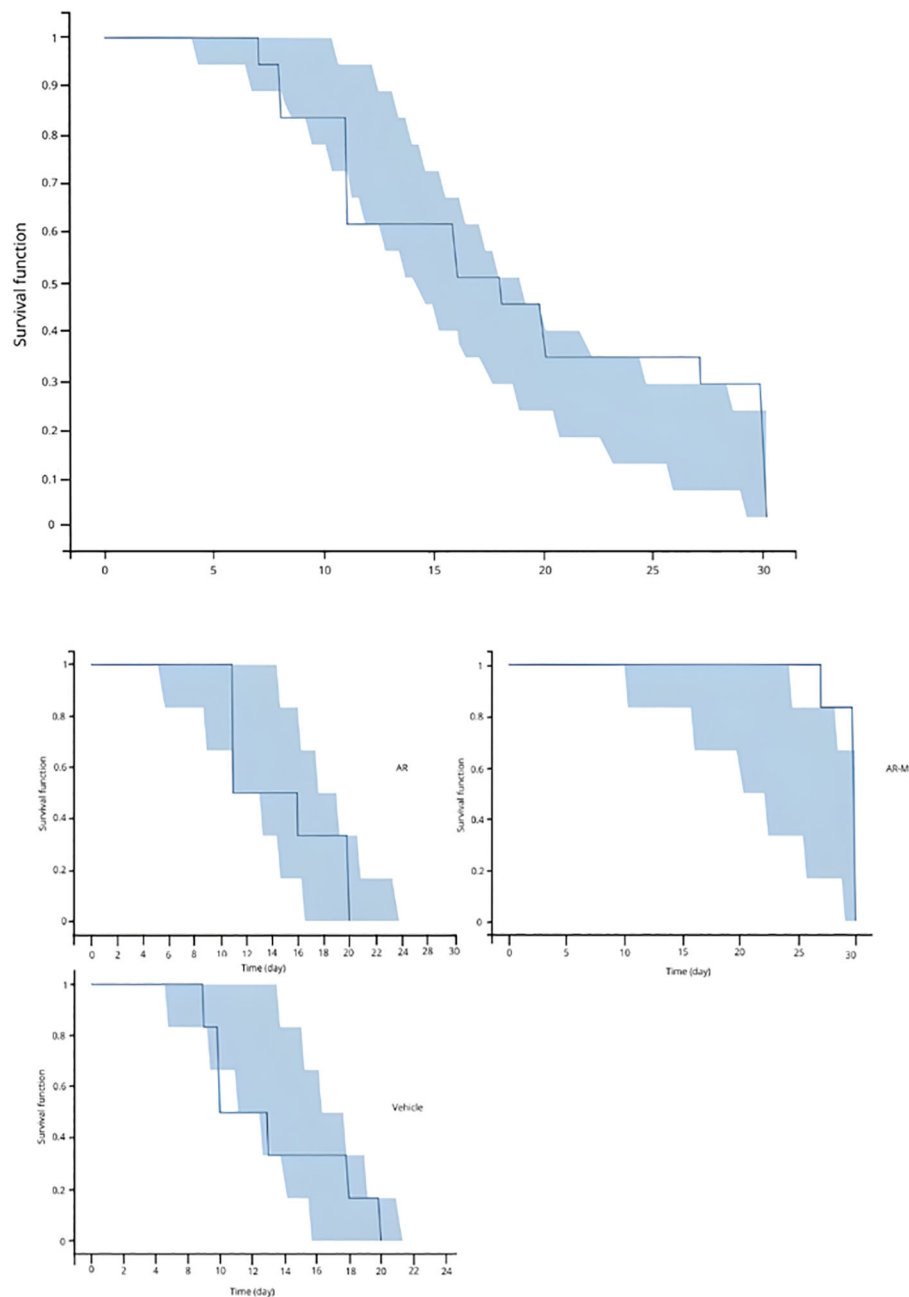 Survival function
1
0.9
0.8
0.7
0.6
0.5
0.4
0.3
0.2
0.1
0
0 5 10 15 20 25 30
Survival function
1
0.8
0.6
0.4
0.2
0
AR
0 2 4 6 8 10 12 14 16 18 20 22 24 26 28 30
Time (day)
Survival function
1
0.8
0.6
0.4
0.2
0
AR-M
0 5 10 15 20 25 30
Time (day)
Survival function
1
0.8
0.6
0.4
0.2
0
Vehicle
0 2 4 6 8 10 12 14 16 18 20 22 24
Time (day)